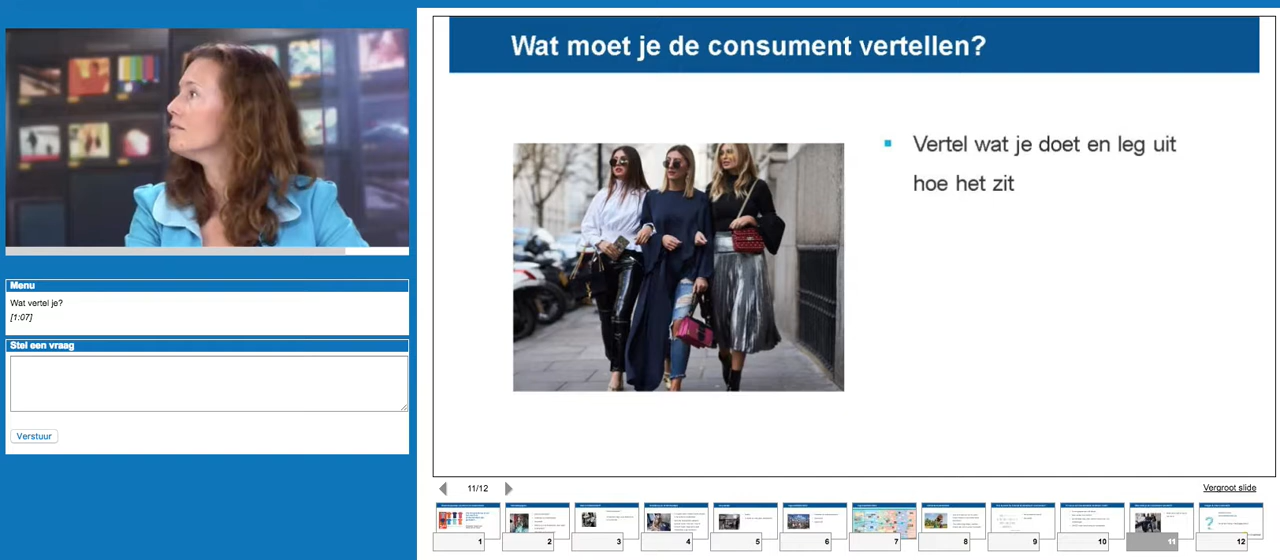 Wat moet je de consument vertellen?
Vertel wat je doet en leg uit
hoe het zit
Menu
Wat vertel je?
[1:07]
Stel een vraag
Verstuur
11/12
Vergroot slide
1
2
3
4
5
6
7
8
9
10
11
12